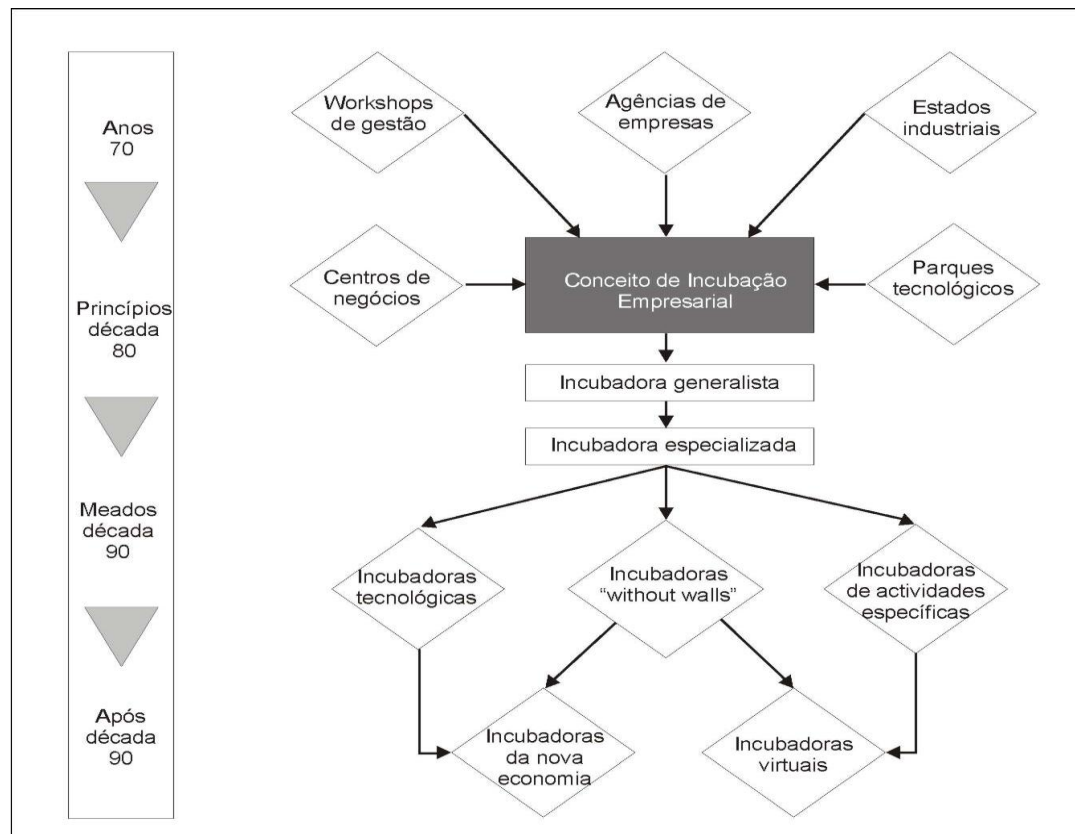 Anos
70
Princípios
década
80
Meados
década
90
Após
década
90
Workshops
de gestão
Agências de
empresas
Estados
industriais
Centros de
negócios
Conceito de Incubação
Empresarial
Parques
tecnológicos
Incubadora generalista
Incubadora especializada
Incubadoras
tecnológicas
Incubadoras
“without walls”
Incubadoras
de actividades
específicas
Incubadoras
da nova
economia
Incubadoras
virtuais